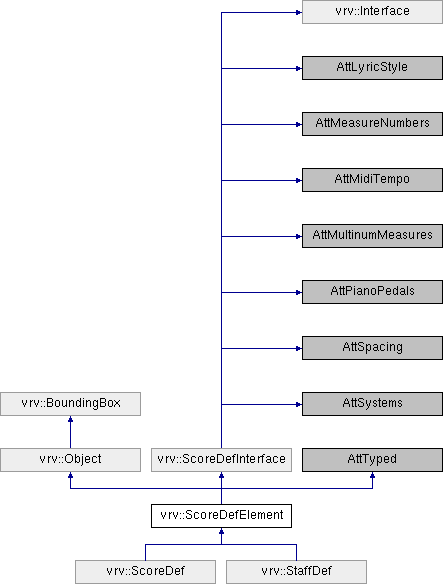 vrv::Interface
AttLyricStyle
AttMeasureNumbers
AttMidiTempo
AttMultinumMeasures
AttPianoPedals
AttSpacing
vrv::BoundingBox
AttSystems
vrv::Object
vrv::ScoreDefInterface
AttTyped
vrv::ScoreDefElement
vrv::ScoreDef
vrv::StaffDef